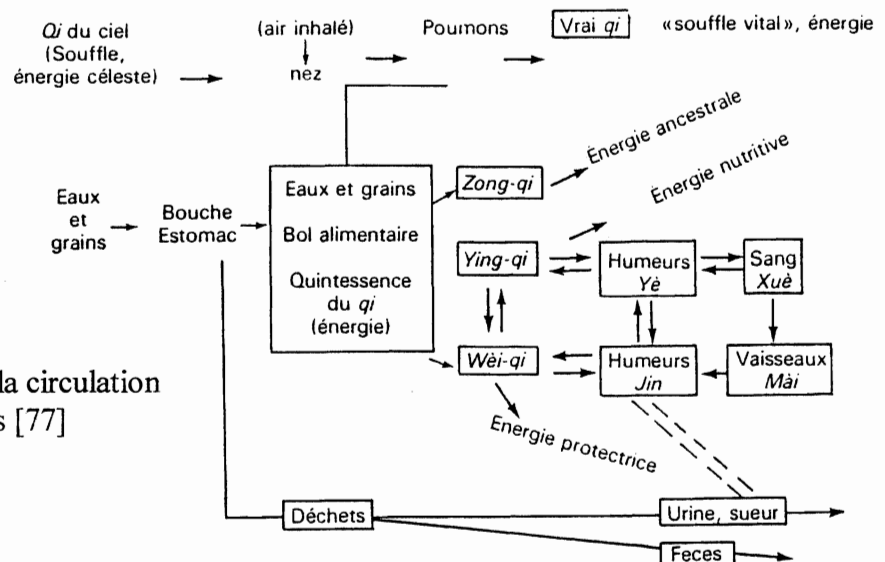 Qi du ciel
(Souffle,
énergie céleste)
(air inhalé)
nez
Poumons
Vrai qi
«souffle vital», énergie
Eaux
et
grains
Bouche
Estomac
Eaux et grains
Bol alimentaire
Quintessence
du qi
(énergie)
Zong-qi
Énergie ancestrale
Énergie nutritive
Ying-qi
Humeurs
Yè
Sang
Xuè
Wèi-qi
Humeurs
Jin
Vaisseaux
Mài
Energie protectrice
la circulation
s [77]
Déchets
Urine, sueur
Feces